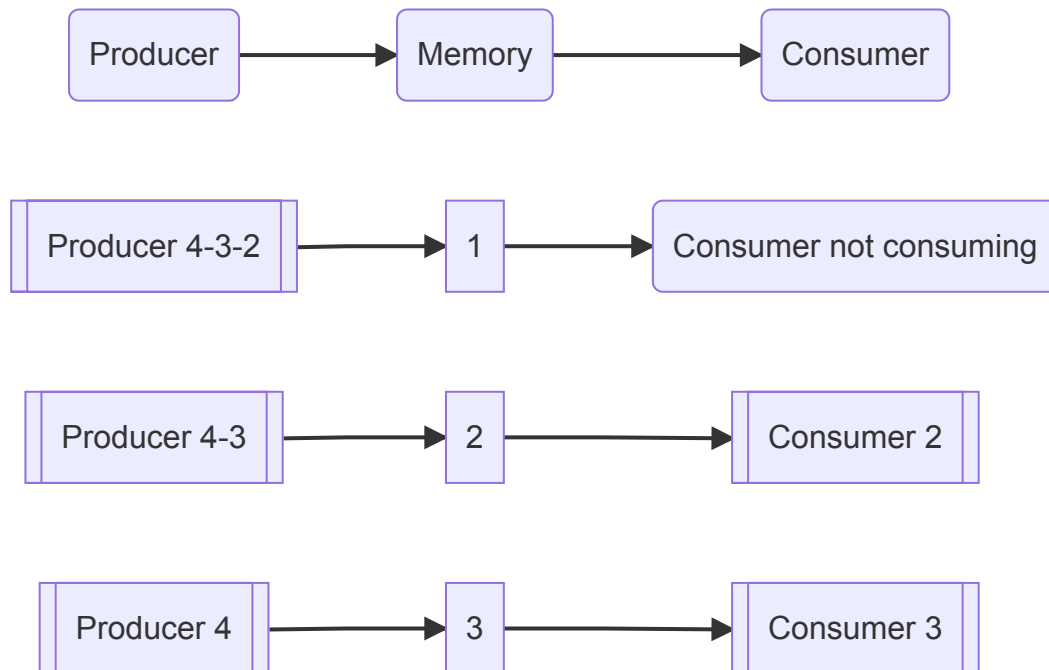 Producer
Memory
Consumer
Producer 4-3-2
1
Consumer not consuming
Producer 4-3
2
Consumer 2
Producer 4
3
Consumer 3